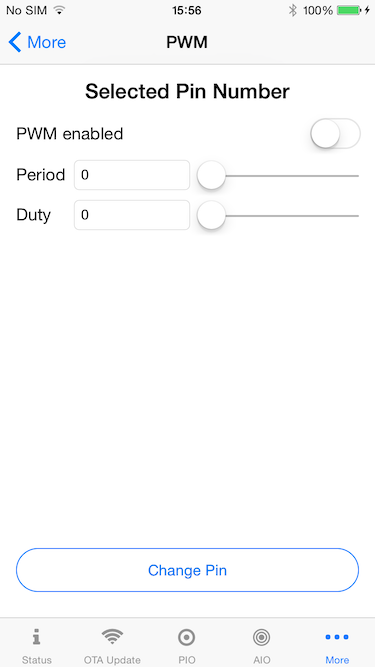 No SIM 15:56 100%
More PWM
Selected Pin Number
PWM enabled
Period 0
Duty 0
Change Pin
Status OTA Update PIO AIO More